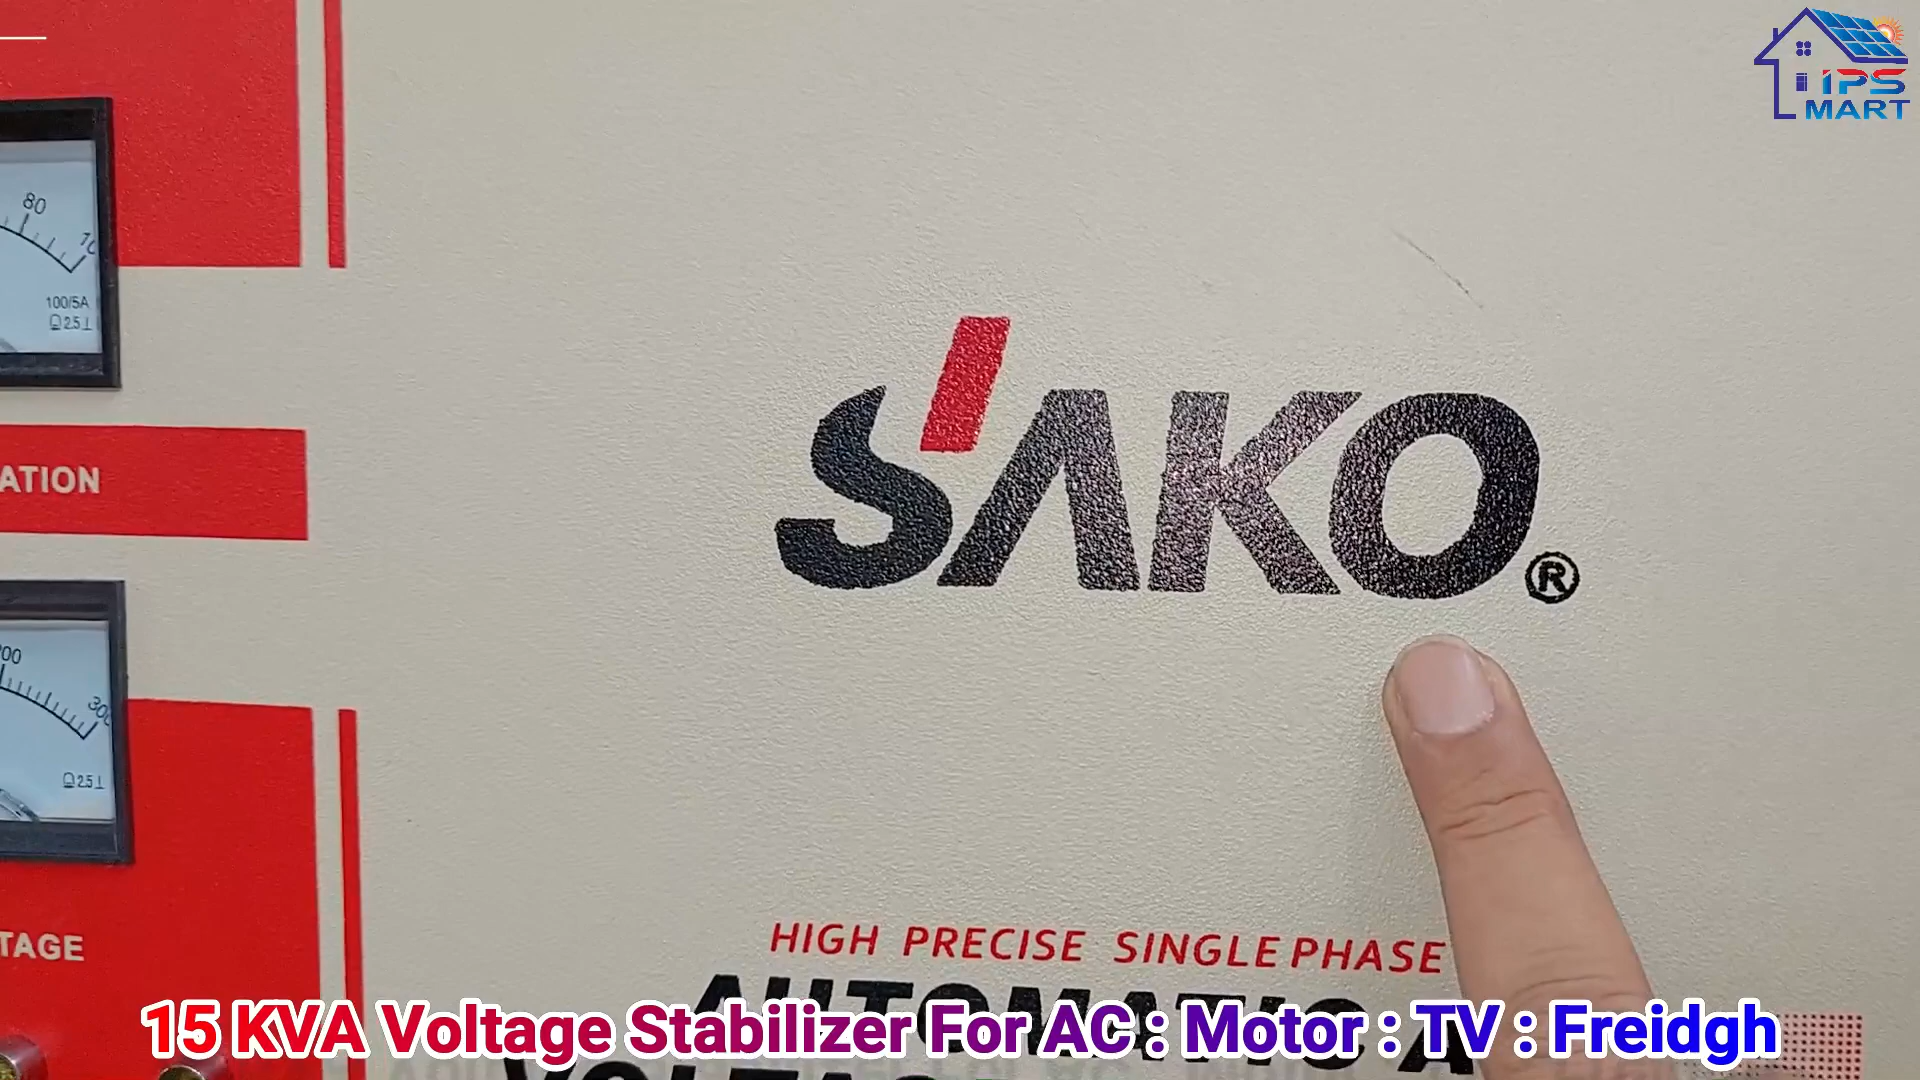 IPS
MART
80
100/5A
2.5
SAKO®
ATION
300
2.5
TAGE
HIGH PRECISE SINGLE PHASE
AUTOMATIC A
15 KVA Voltage Stabilizer For AC : Motor : TV : Freidgh